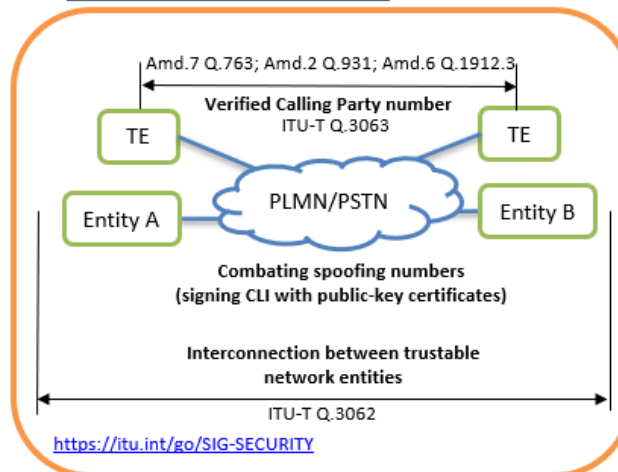 Amd.7 Q.763; Amd.2 Q.931; Amd.6 Q.1912.3
Verified Calling Party number
ITU-T Q.3063
TE
TE
PLMN/PSTN
Entity A
Entity B
Combating spoofing numbers
(signing CLI with public-key certificates)
Interconnection between trustable
network entities
ITU-T Q.3062
https://itu.int/go/SIG-SECURITY